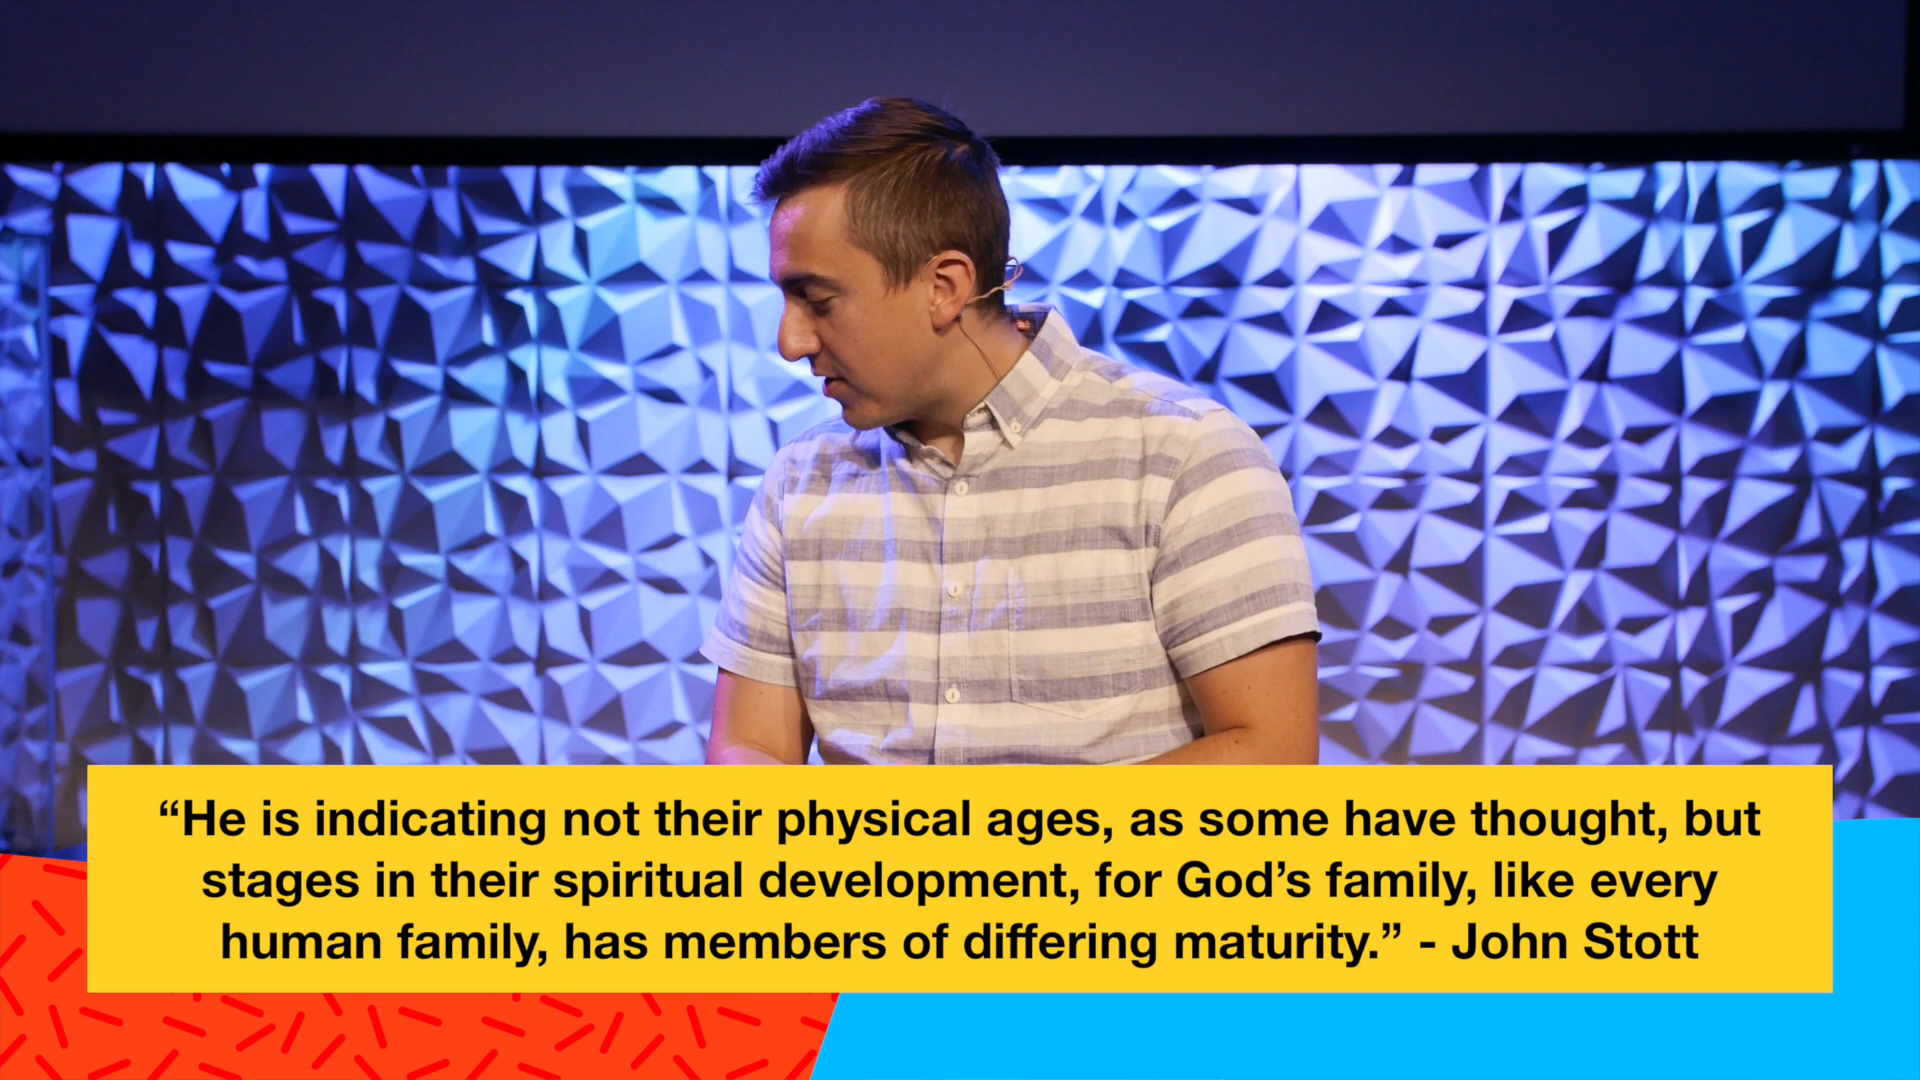 “He is indicating not their physical ages, as some have thought, but
stages in their spiritual development, for God’s family, like every
human family, has members of differing maturity.” - John Stott